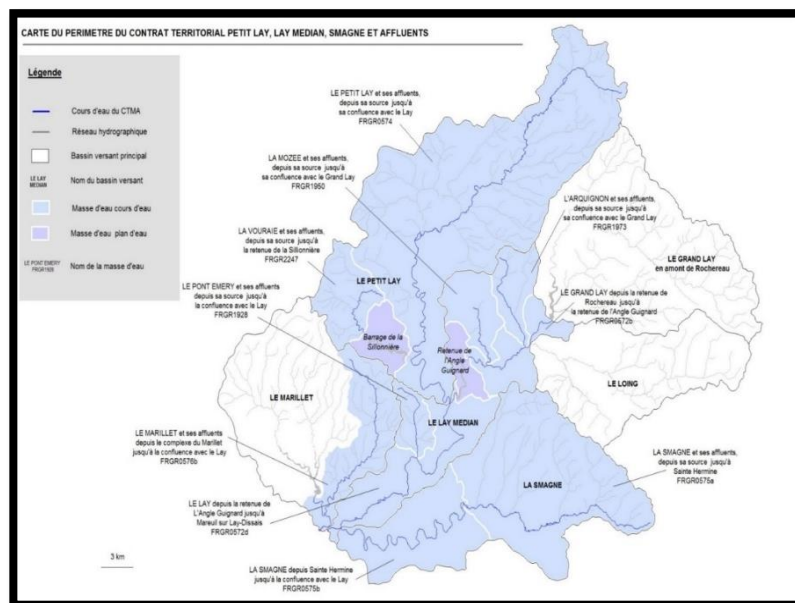 CARTE DU PERIMETRE DU CONTRAT TERRITORIAL PETIT LAY, LAY MEDIAN, SMAGNE ET AFFLUENTS
Légende
Cours d'eau du CTMA
Réseau hydrographique
Bassin versant principal
LE LAY
MEDIAN
Nom du bassin versant
Masse d'eau cours d'eau
Masse d'eau plan d'eau
LE PONT EMERY
FRGR1928
Nom de la masse d'eau
LE PETIT LAY et ses affluents,
depuis sa source jusqu'à
sa confluence avec le Lay
FRGR0574
LA MOZEE et ses affluents,
depuis sa source jusqu'à
sa confluence avec le Grand Lay
FRGR1950
L'ARQUIGNON et ses affluents,
depuis sa source jusqu'à
sa confluence avec le Grand Lay
FRGR1973
LA VOURAIE et ses affluents,
depuis sa source jusqu'à
la retenue de la Sillonnière
FRGR2247
LE PETIT LAY
LE GRAND LAY
en amont de Rochereau
LE PONT EMERY et ses affluents
depuis sa source jusqu'à
la confluence avec le Lay
FRGR1928
LE GRAND LAY depuis la retenue de
Rochereau jusqu'à
la retenue de l'Angle Guignard
FRGR0572b
Barrage de la
Sillonnière
Retenue de
l'Angle
Guignard
LE LOING
LE MARILLET
LE LAY MEDIAN
LE MARILLET et ses affluents
depuis le complexe du Marillet
jusqu'à la confluence avec le Lay
FRGR0576b
LA SMAGNE et ses affluents,
depuis sa source jusqu'à
Sainte Hermine
FRGR0575a
LA SMAGNE
LE LAY depuis la retenue de
L'Angle Guignard jusqu'à
Mareuil sur Lay-Dissais
FRGR0572d
3 km
LA SMAGNE depuis Sainte Hermine
jusqu'à la confluence avec le Lay
FRGR0575b